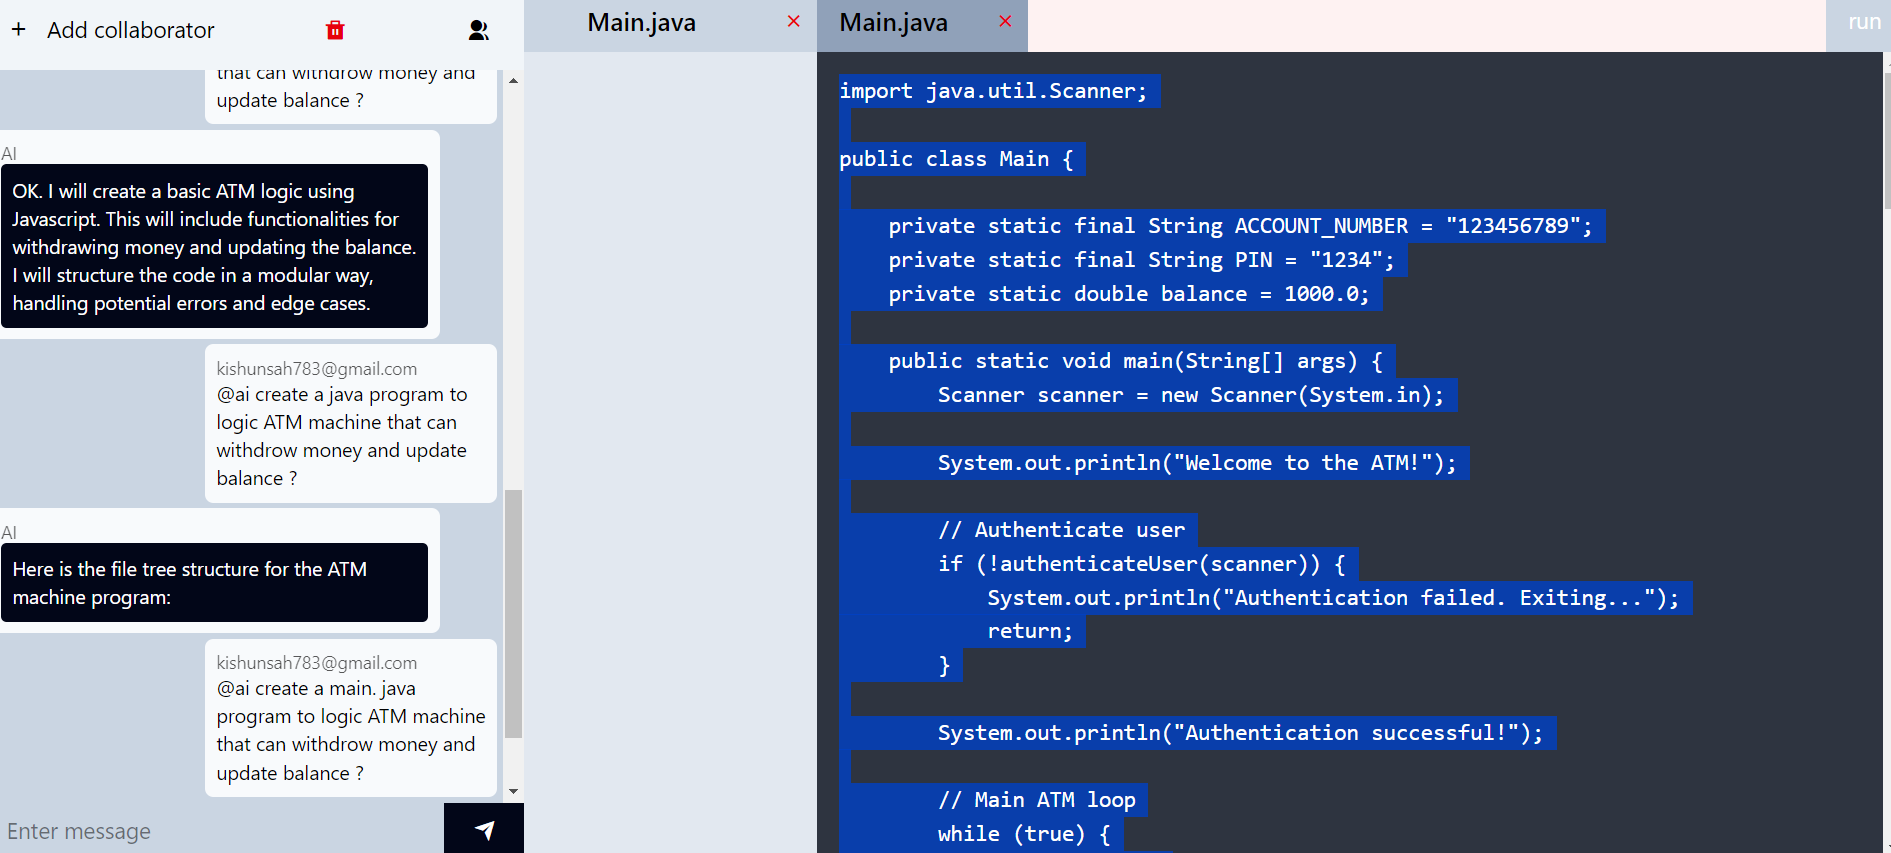 + Add collaborator
that can withdrow money and
update balance ?
AI
OK. I will create a basic ATM logic using
Javascript. This will include functionalities for
withdrawing money and updating the balance.
I will structure the code in a modular way,
handling potential errors and edge cases.
kishunsah783@gmail.com
@ai create a java program to
logic ATM machine that can
withdrow money and update
balance ?
AI
Here is the file tree structure for the ATM
machine program:
kishunsah783@gmail.com
@ai create a main. java
program to logic ATM machine
that can withdrow money and
update balance ?
Enter message
Main.java
Main.java
run
import java.util.Scanner;
public class Main {
private static final String ACCOUNT_NUMBER = "123456789";
private static final String PIN = "1234";
private static double balance = 1000.0;
public static void main(String[] args) {
Scanner scanner = new Scanner(System.in);
System.out.println("Welcome to the ATM!");
// Authenticate user
if (!authenticateUser(scanner)) {
System.out.println("Authentication failed. Exiting...");
return;
}
System.out.println("Authentication successful!");
// Main ATM loop
while (true) {